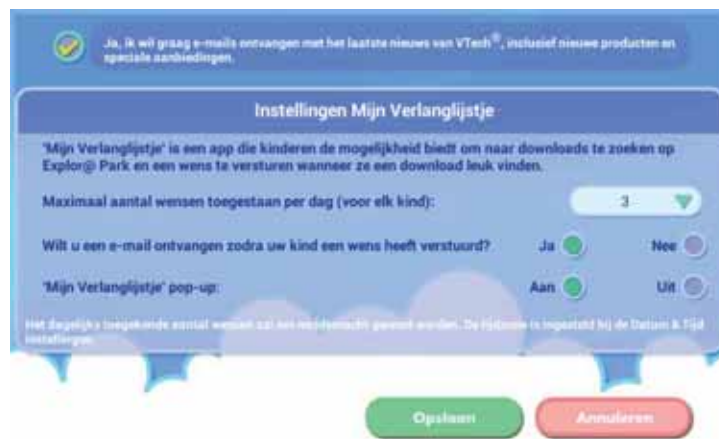 Ja, ik wil graag e-mails ontvangen met het laatste nieuws van VTech®, inclusief nieuwe producten en
speciale aanbiedingen.
Instellingen Mijn Verlanglijstje
'Mijn Verlanglijstje' is een app die kinderen de mogelijkheid biedt om naar downloads te zoeken op
Explor@ Park en een wens te versturen wanneer ze een download leuk vinden.
Maximaal aantal wensen toegestaan per dag (voor elk kind): 3
Wilt u een e-mail ontvangen zodra uw kind een wens heeft verstuurd? Ja Nee
'Mijn Verlanglijstje' pop-up: Aan Uit
Het dagelijks toegekende aantal wensen zal om middernacht gereset worden. De tijdzone is ingesteld bij de Datum & Tijd
instellingen.
Opslaan Annuleren